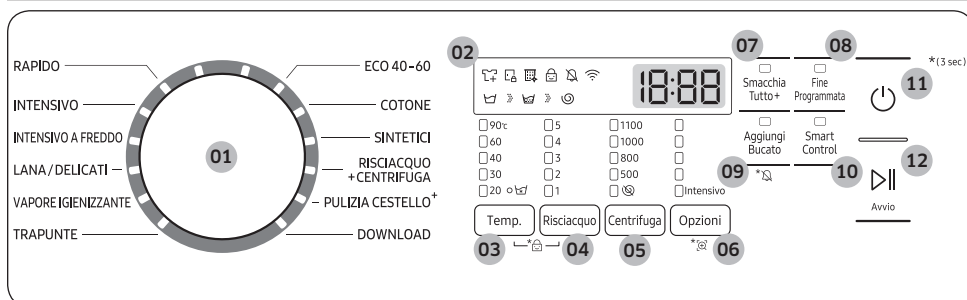 RAPIDO
INTENSIVO
INTENSIVO A FREDDO
LANA / DELICATI
VAPORE IGIENIZZANTE
TRAPUNTE
01
ECO 40-60
COTONE
SINTETICI
RISCIACQUO
+CENTRIFUGA
PULIZIA CESTELLO+
DOWNLOAD
02
18:88
90℃ 5 1100
60 4 1000
40 3 800
30 2 500
20 1 Intensivo
Temp. Risciacquo Centrifuga Opzioni
03 * 04 05 * 06
07 08
Smacchia
Tutto+
Fine
Programmata
Aggiungi
Bucato
Smart
Control
09 * 10
*(3 sec)
11
12
Avvio